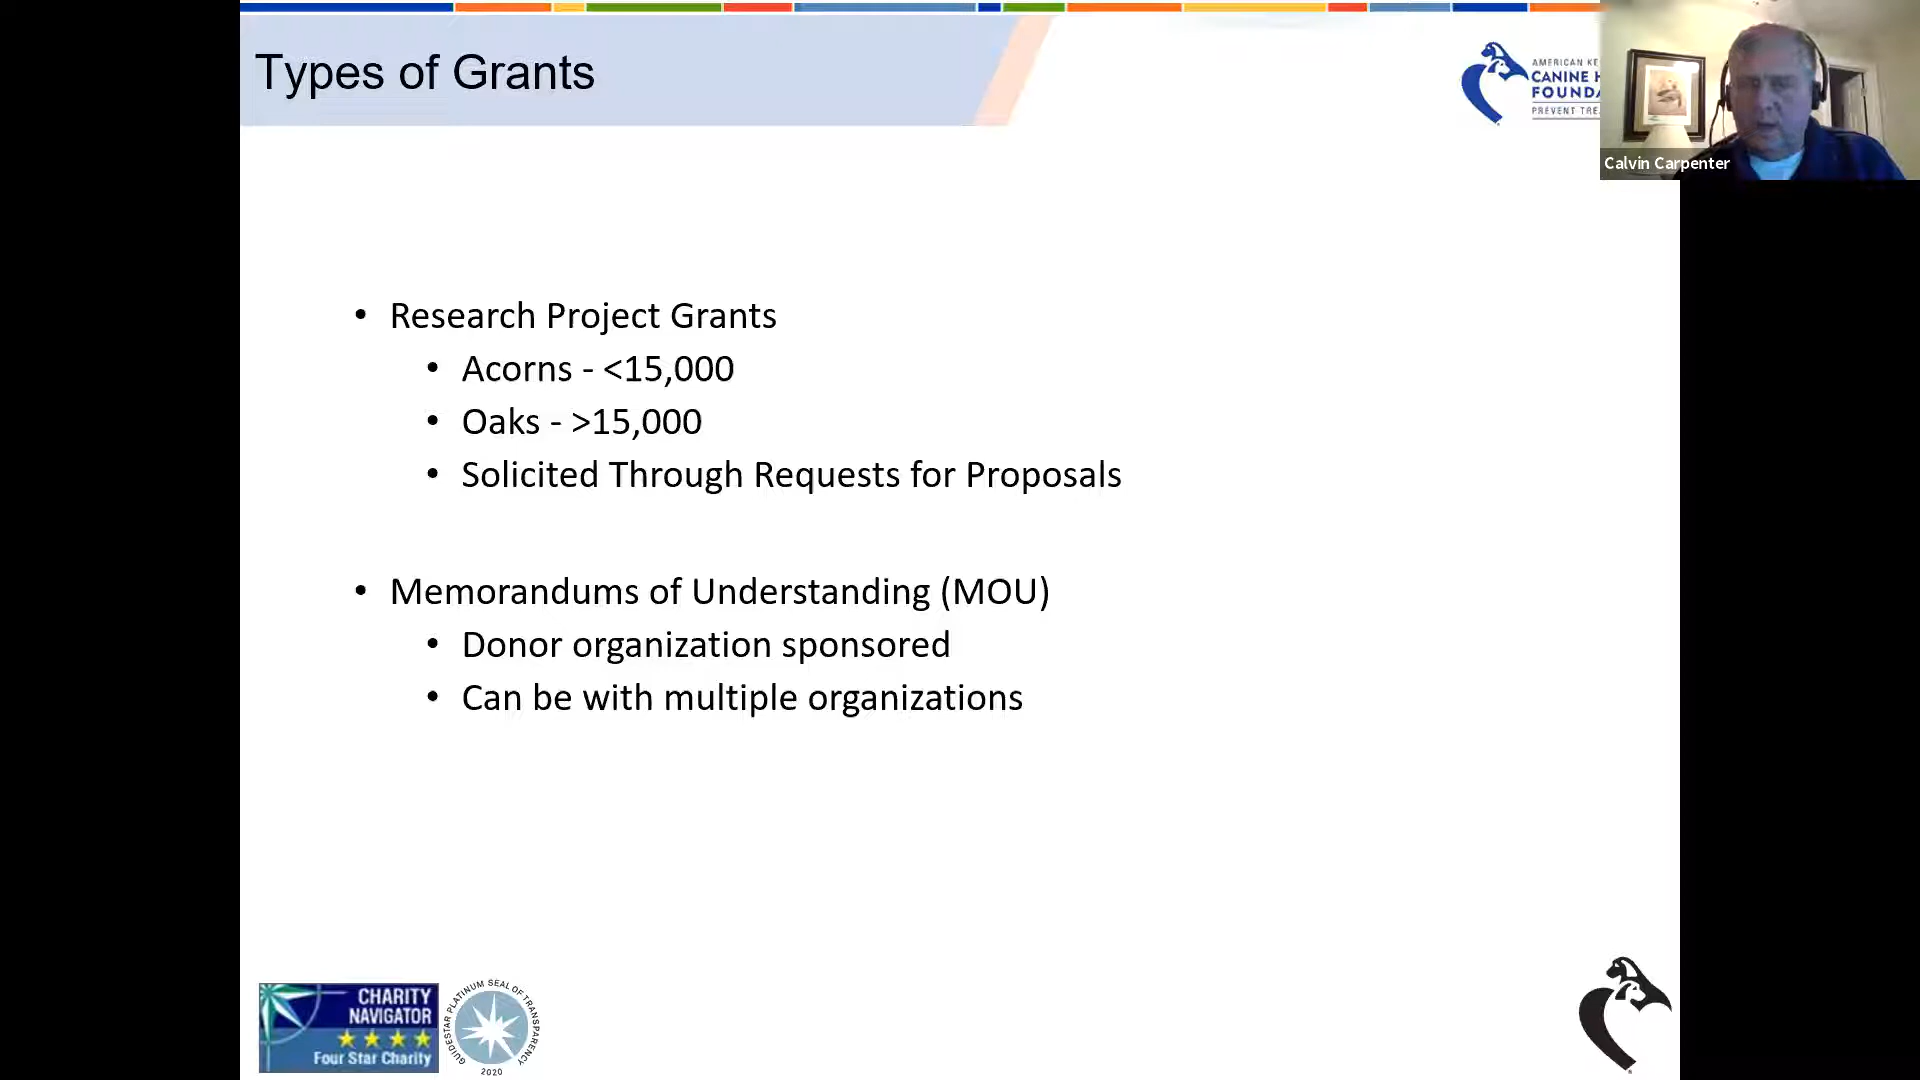 Types of Grants
AMERICAN KE
CANINE H
FOUNDA
PREVENT TRE
Calvin Carpenter
• Research Project Grants
• Acorns - <15,000
• Oaks - >15,000
• Solicited Through Requests for Proposals
• Memorandums of Understanding (MOU)
• Donor organization sponsored
• Can be with multiple organizations
CHARITY
NAVIGATOR
Four Star Charity
GUIDESTAR PLATINUM SEAL OF TRANSPARENCY
2020